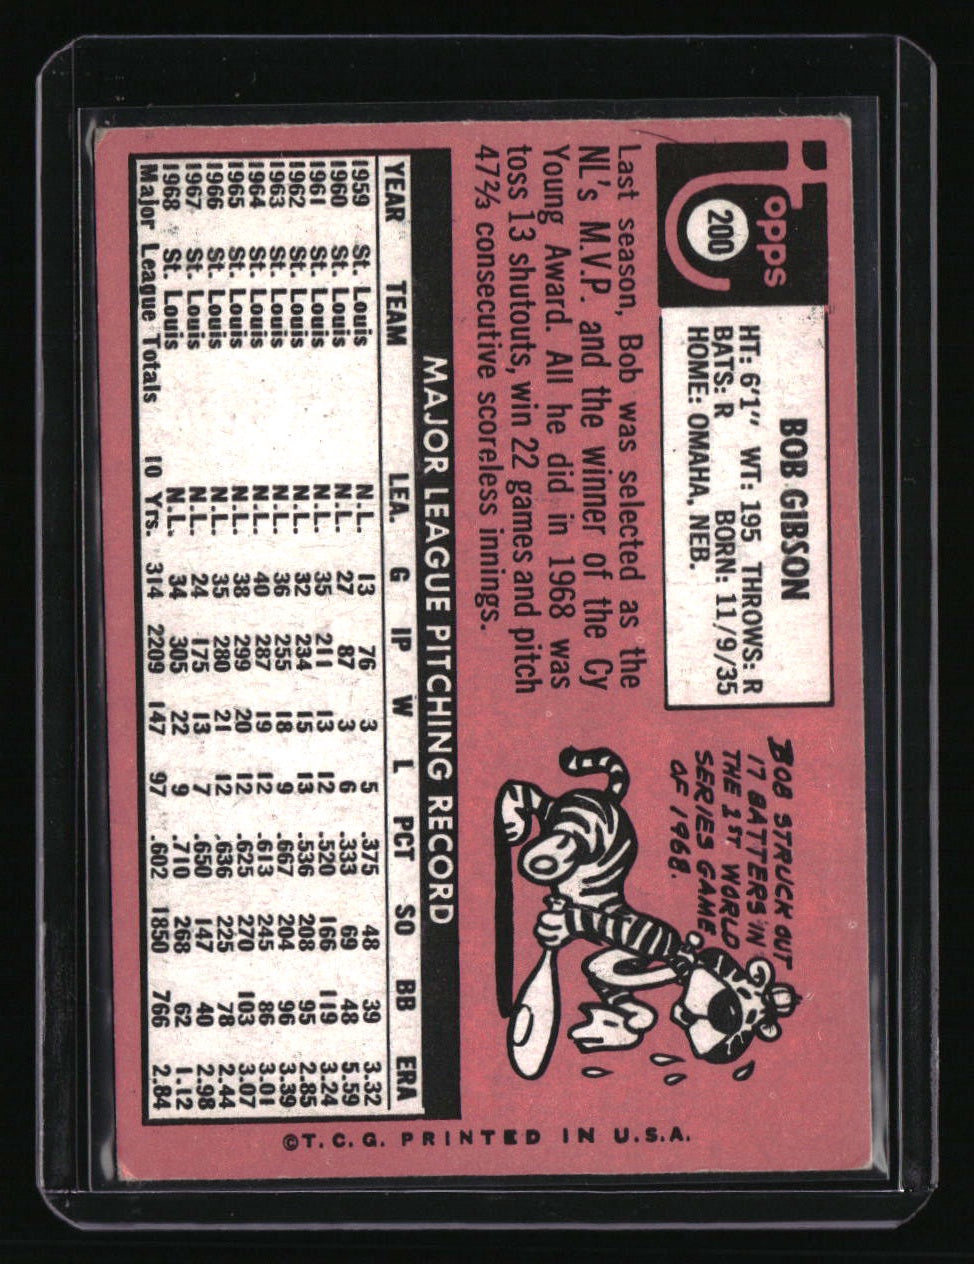 Topps
200
BOB GIBSON
HT: 6'1" WT: 195 THROWS: R
BATS: R BORN: 11/9/35
HOME: OMAHA, NEB.
Last season, Bob was selected as the
NL's M.V.P. and the winner of the Cy
Young Award. All he did in 1968 was
toss 13 shutouts, win 22 games and pitch
47⅔ consecutive scoreless innings.
BOB STRUCK OUT
17 BATTERS IN
THE 1ST WORLD
SERIES GAME
OF 1968.
MAJOR LEAGUE PITCHING RECORD
YEAR TEAM LEA. G IP W L PCT SO BB ERA
1959 St. Louis N.L. 13 76 3 5 .375 48 39 3.32
1960 St. Louis N.L. 27 87 3 6 .333 69 48 5.59
1961 St. Louis N.L. 35 211 13 12 .520 166 119 3.24
1962 St. Louis N.L. 32 234 15 13 .536 208 95 2.85
1963 St. Louis N.L. 36 255 18 9 .667 204 96 3.39
1964 St. Louis N.L. 40 287 19 12 .613 245 86 3.01
1965 St. Louis N.L. 38 299 20 12 .625 270 103 3.07
1966 St. Louis N.L. 35 280 21 12 .636 225 78 2.44
1967 St. Louis N.L. 24 175 13 7 .650 147 40 2.98
1968 St. Louis N.L. 34 305 22 9 .710 268 62 1.12
Major League Totals 10 Yrs. 314 2209 147 97 .602 1850 766 2.84
©T.C.G. PRINTED IN U.S.A.